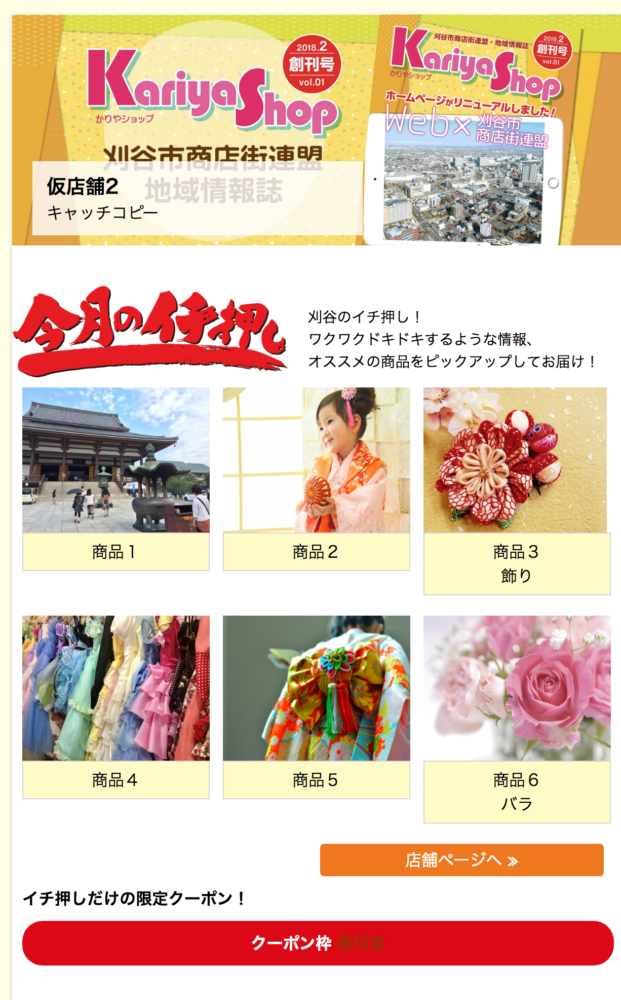 KariyaShop
かりやショップ
2018.2
創刊号
vol.01
刈谷市商店街連盟
地域情報誌
仮店舗2
キャッチコピー
刈谷市商店街連盟・地域情報誌
KariyaShop
かりやショップ
2018.2
創刊号
vol.01
ホームページがリニューアルしました!
Web×刈谷市
商店街連盟
今月のイチ押し
刈谷のイチ押し！
ワクワクドキドキするような情報、
オススメの商品をピックアップしてお届け！
商品１
商品２
商品３
飾り
商品４
商品５
商品６
バラ
店舗ページへ ≫
イチ押しだけの限定クーポン！
クーポン枠 色付き